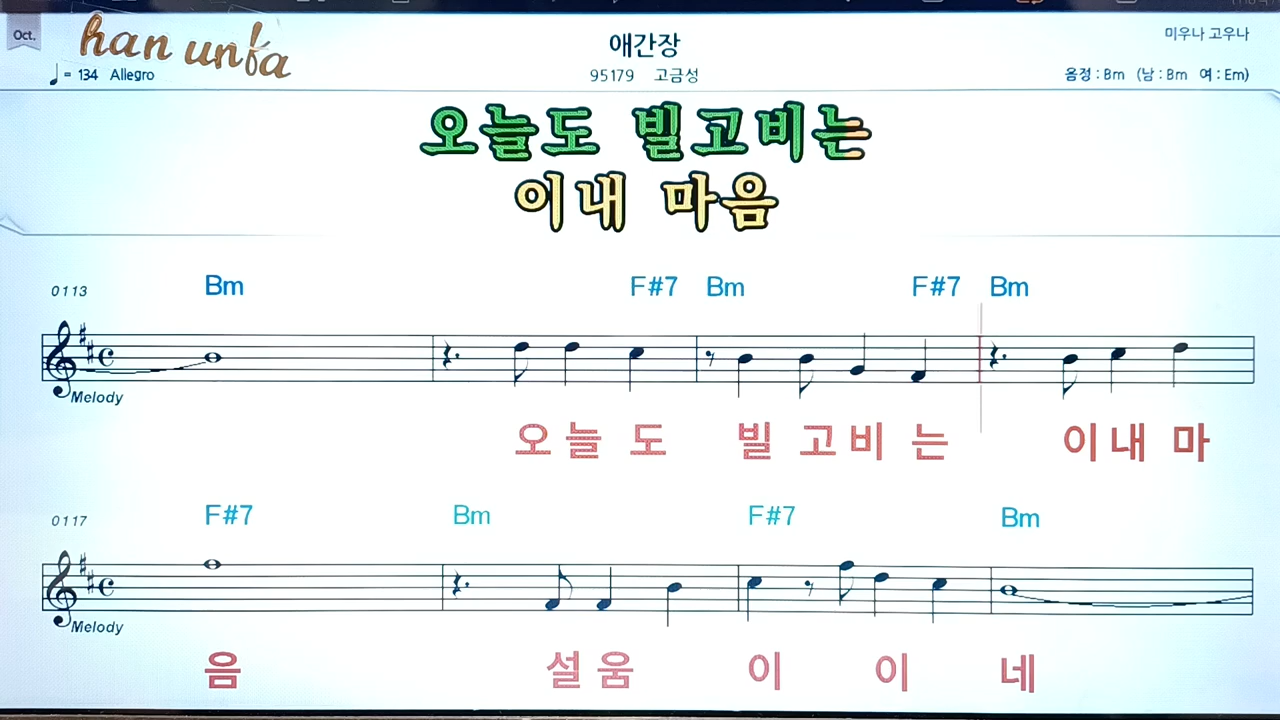 Oct.
han unfa
애간장
미우나 고우나
♩= 134 Allegro
95179 고금성
음정 : Bm (남 : Bm 여 : Em)
오늘도 빌고비는
이내 마음
0113 Bm F#7 Bm F#7 Bm
Melody
오 늘 도 빌 고 비 는 이 내 마
0117 F#7 Bm F#7 Bm
Melody
음 설 움 이 이 네